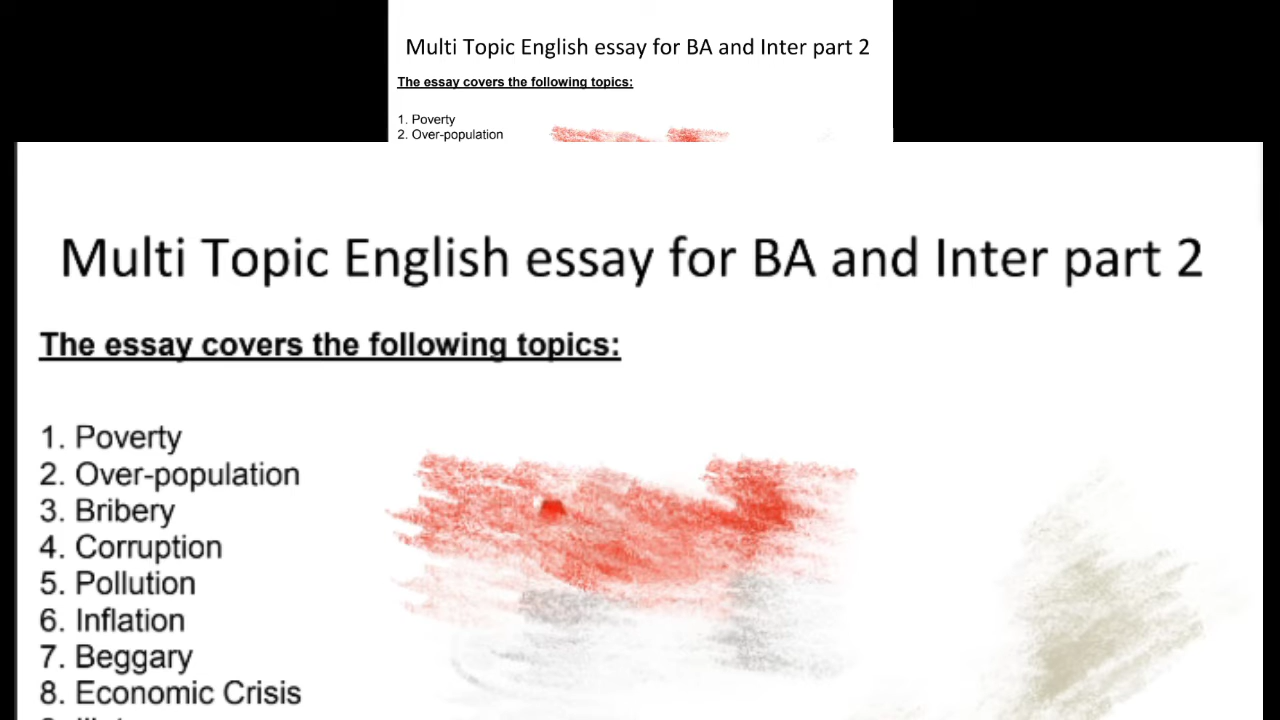 Multi Topic English essay for BA and Inter part 2
The essay covers the following topics:
1. Poverty
2. Over-population
Multi Topic English essay for BA and Inter part 2
The essay covers the following topics:
1. Poverty
2. Over-population
3. Bribery
4. Corruption
5. Pollution
6. Inflation
7. Beggary
8. Economic Crisis